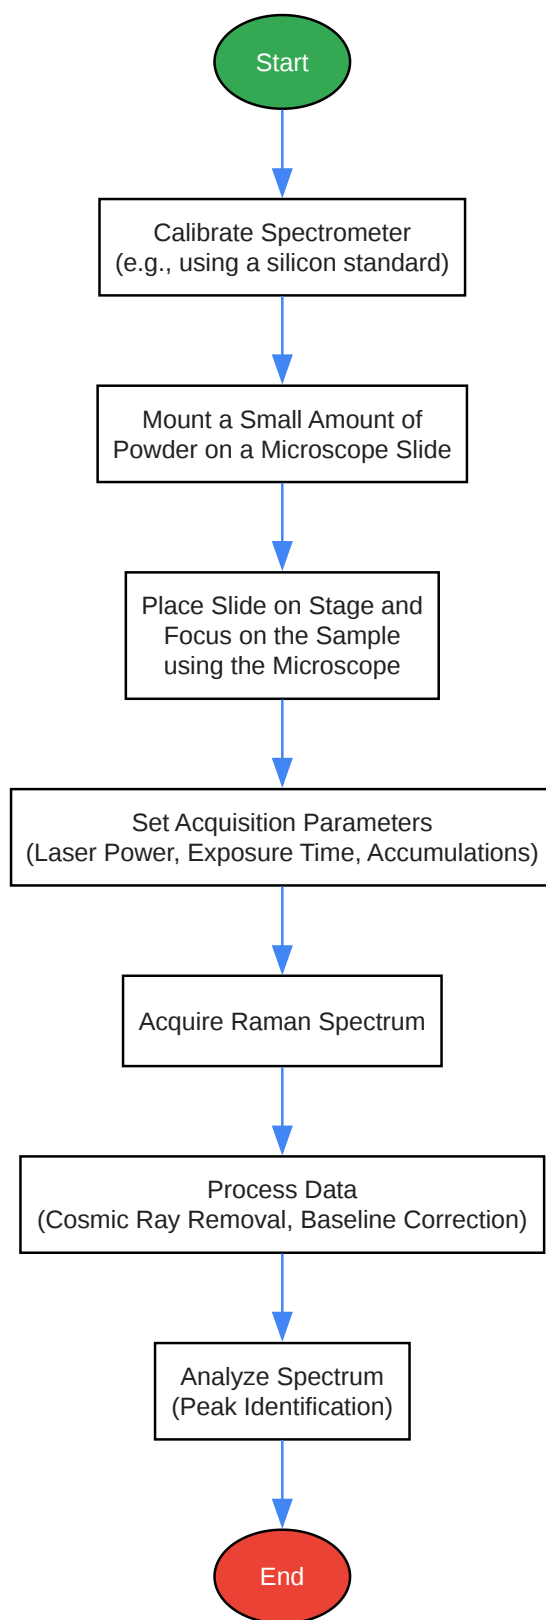 Start
Calibrate Spectrometer
(e.g., using a silicon standard)
Mount a Small Amount of
Powder on a Microscope Slide
Place Slide on Stage and
Focus on the Sample
using the Microscope
Set Acquisition Parameters
(Laser Power, Exposure Time, Accumulations)
Acquire Raman Spectrum
Process Data
(Cosmic Ray Removal, Baseline Correction)
Analyze Spectrum
(Peak Identification)
End